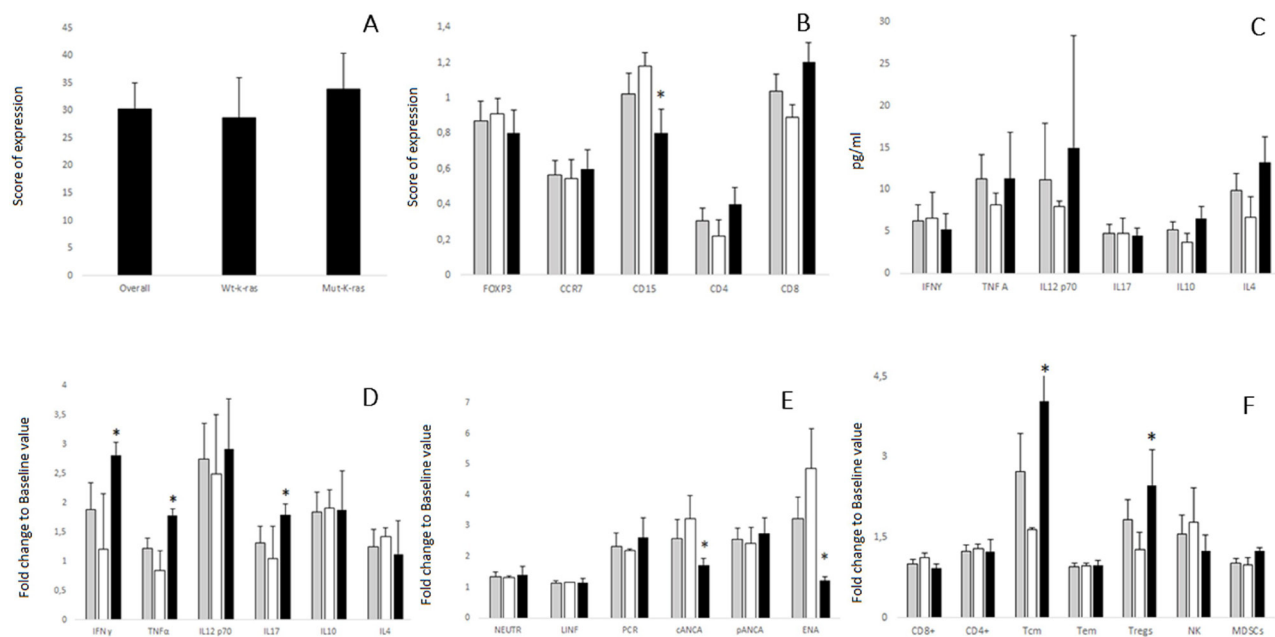 A
Score of expression
45
40
35
30
25
20
15
10
5
0
Overall
Wt-k-ras
Mut-K-ras
B
Score of expression
1,4
1,2
1
0,8
0,6
0,4
0,2
0
*
FOXP3
CCR7
CD15
CD4
CD8
C
pg/ml
30
25
20
15
10
5
0
IFNY
TNF A
IL12 p70
IL17
IL10
IL4
D
Fold change to Baseline value
4
3,5
3
2,5
2
1,5
1
0,5
0
*
*
*
IFNγ
TNFα
IL12 p70
IL17
IL10
IL4
E
Fold change to Baseline value
7
6
5
4
3
2
1
0
*
*
NEUTR
LINF
PCR
cANCA
pANCA
ENA
F
Fold change to Baseline value
4,5
3
1,5
0
*
*
CD8+
CD4+
Tcm
Tem
Tregs
NK
MDSCs